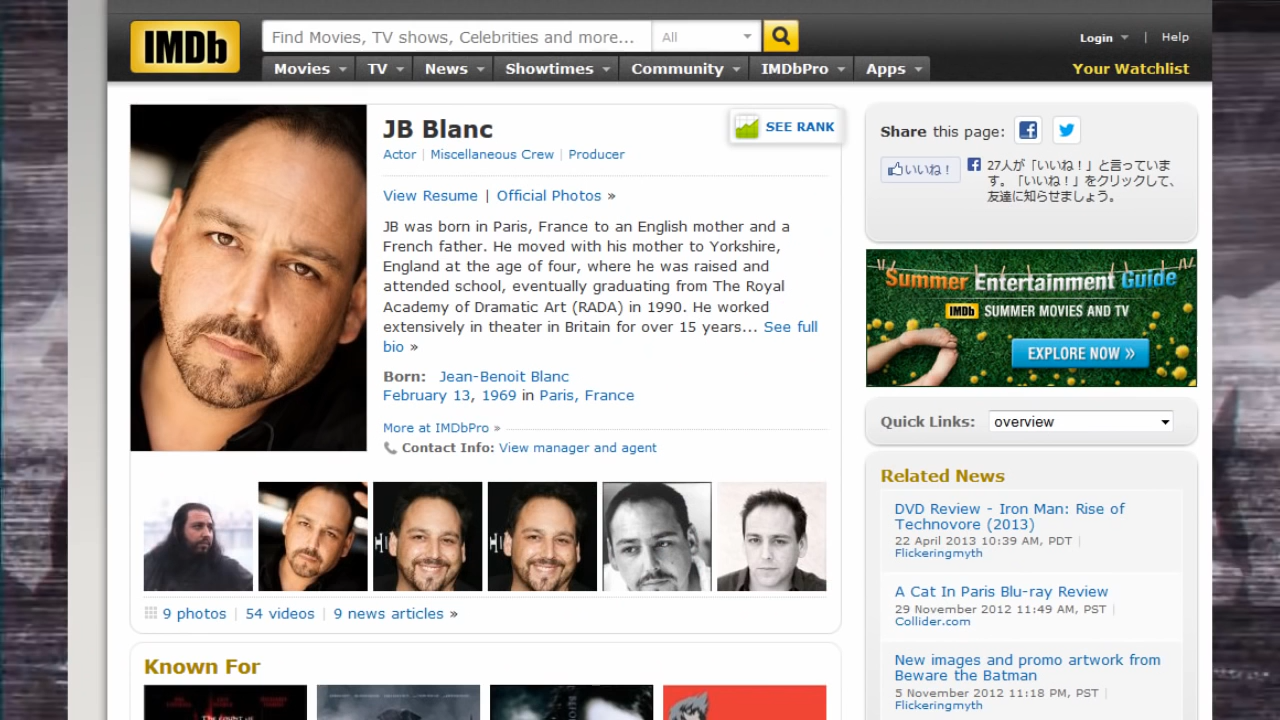 IMDb
Find Movies, TV shows, Celebrities and more...
All
Login | Help
Movies TV News Showtimes Community IMDbPro Apps
Your Watchlist
JB Blanc
SEE RANK
Actor | Miscellaneous Crew | Producer
View Resume | Official Photos »
JB was born in Paris, France to an English mother and a
French father. He moved with his mother to Yorkshire,
England at the age of four, where he was raised and
attended school, eventually graduating from The Royal
Academy of Dramatic Art (RADA) in 1990. He worked
extensively in theater in Britain for over 15 years... See full
bio »
Born: Jean-Benoit Blanc
February 13, 1969 in Paris, France
More at IMDbPro »
Contact Info: View manager and agent
9 photos | 54 videos | 9 news articles »
Known For
Share this page:
いいね！
27人が「いいね！」と言っていま
す。「いいね！」をクリックして、
友達に知らせましょう。
Summer Entertainment Guide
IMDb SUMMER MOVIES AND TV
EXPLORE NOW »
Quick Links: overview
Related News
DVD Review - Iron Man: Rise of
Technovore (2013)
22 April 2013 10:39 AM, PDT |
Flickeringmyth
A Cat In Paris Blu-ray Review
29 November 2012 11:49 AM, PST |
Collider.com
New images and promo artwork from
Beware the Batman
5 November 2012 11:18 PM, PST |
Flickeringmyth